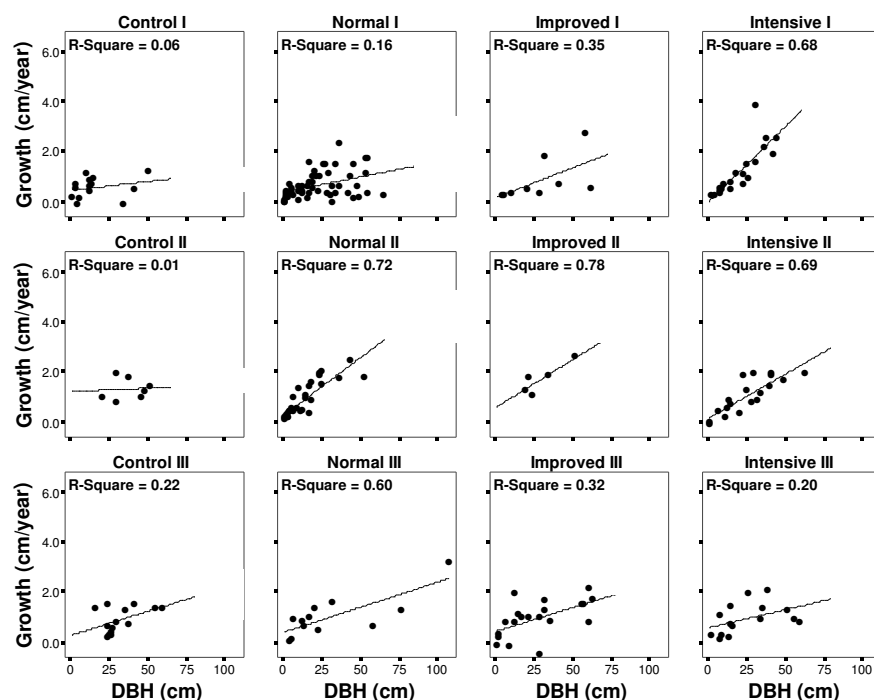 Control I Normal I Improved I Intensive I
R-Square = 0.06 R-Square = 0.16 R-Square = 0.35 R-Square = 0.68
6.0
4.0
2.0
0.0
Growth (cm/year)
Control II Normal II Improved II Intensive II
R-Square = 0.01 R-Square = 0.72 R-Square = 0.78 R-Square = 0.69
6.0
4.0
2.0
0.0
Growth (cm/year)
Control III Normal III Improved III Intensive III
R-Square = 0.22 R-Square = 0.60 R-Square = 0.32 R-Square = 0.20
6.0
4.0
2.0
0.0
Growth (cm/year)
0 25 50 75 100 0 25 50 75 100 0 25 50 75 100 0 25 50 75 100
DBH (cm) DBH (cm) DBH (cm) DBH (cm)